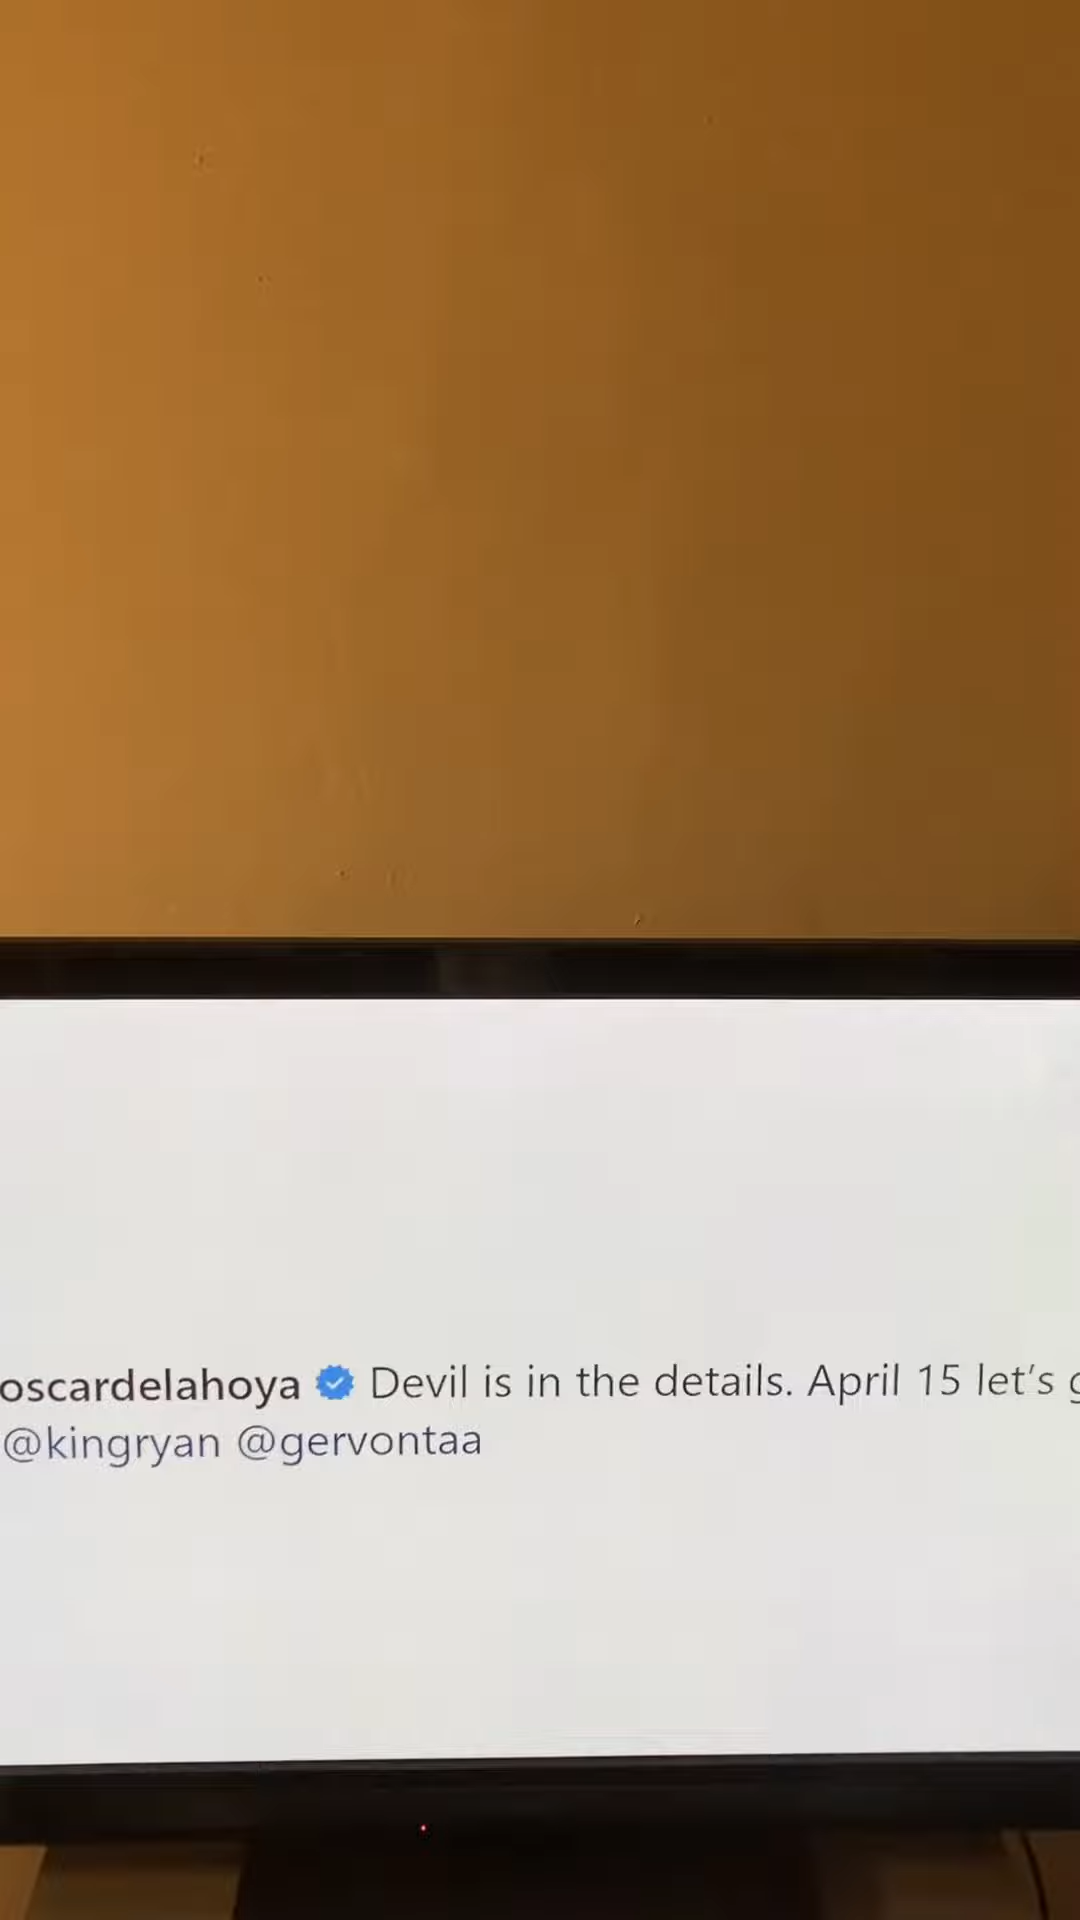 oscardelahoya Devil is in the details. April 15 let's
@kingryan @gervontaa